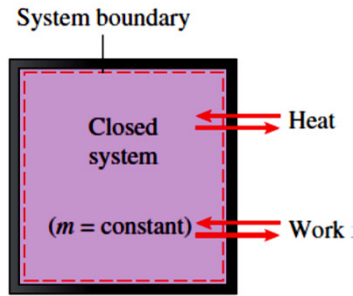 System boundary
Closed
system
Heat
(m = constant)
Work